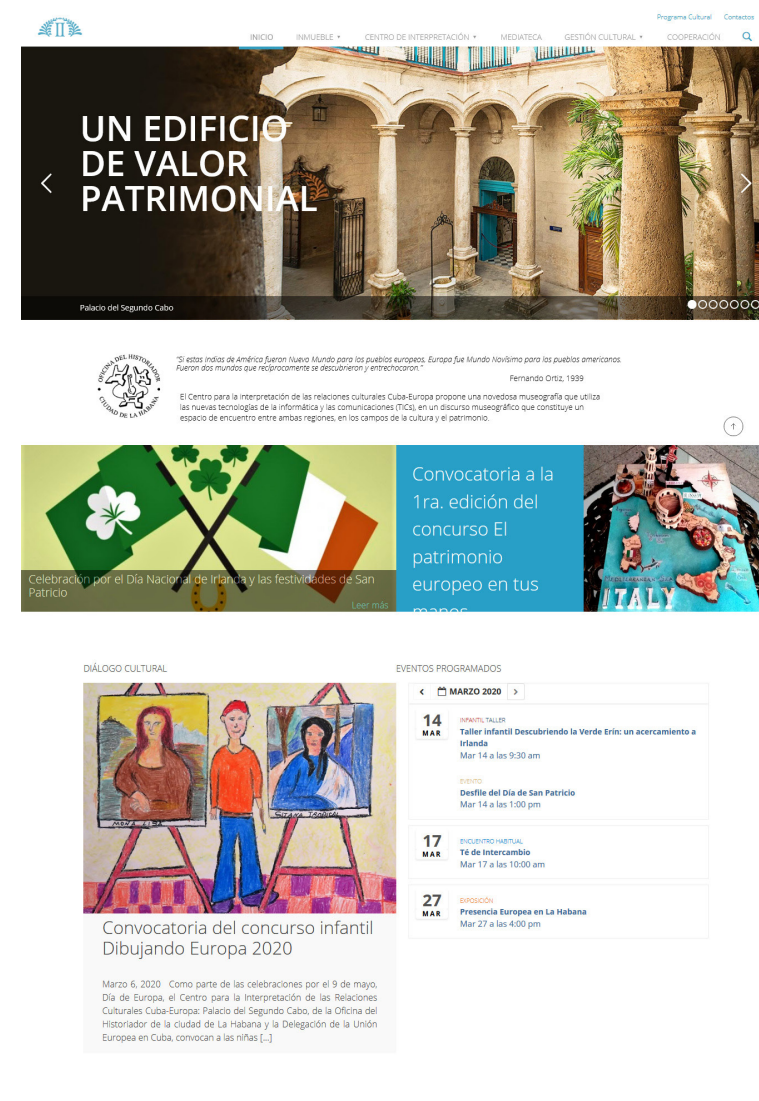 Programa Cultural Contactos
INICIO INMUEBLE CENTRO DE INTERPRETACIÓN MEDIATECA GESTIÓN CULTURAL COOPERACIÓN
UN EDIFICIO
DE VALOR
PATRIMONIAL
Palacio del Segundo Cabo
OFICINA DEL HISTORIADOR
CIUDAD DE LA HABANA
"Si estas Indias de América fueron Nuevo Mundo para los pueblos europeos, Europa fue Mundo Novísimo para los pueblos americanos.
Fueron dos mundos que recíprocamente se descubrieron y entrechocaron."
Fernando Ortiz, 1939
El Centro para la interpretación de las relaciones culturales Cuba-Europa propone una novedosa museografía que utiliza
las nuevas tecnologías de la informática y las comunicaciones (TICs), en un discurso museográfico que constituye un
espacio de encuentro entre ambas regiones, en los campos de la cultura y el patrimonio.
Celebración por el Día Nacional de Irlanda y las festividades de San
Patricio
Leer más
Convocatoria a la
1ra. edición del
concurso El
patrimonio
europeo en tus
manos
MEDITERRANEAN SEA
ITALY
DIÁLOGO CULTURAL
MONA LISA
GITANA TROPICAL
Convocatoria del concurso infantil
Dibujando Europa 2020
Marzo 6, 2020 Como parte de las celebraciones por el 9 de mayo,
Día de Europa, el Centro para la Interpretación de las Relaciones
Culturales Cuba-Europa: Palacio del Segundo Cabo, de la Oficina del
Historiador de la ciudad de La Habana y la Delegación de la Unión
Europea en Cuba, convocan a las niñas [...]
EVENTOS PROGRAMADOS
MARZO 2020
14
MAR
INFANTIL TALLER
Taller infantil Descubriendo la Verde Erín: un acercamiento a
Irlanda
Mar 14 a las 9:30 am
EVENTO
Desfile del Día de San Patricio
Mar 14 a las 1:00 pm
17
MAR
ENCUENTRO HABITUAL
Té de Intercambio
Mar 17 a las 10:00 am
27
MAR
EXPOSICIÓN
Presencia Europea en La Habana
Mar 27 a las 4:00 pm